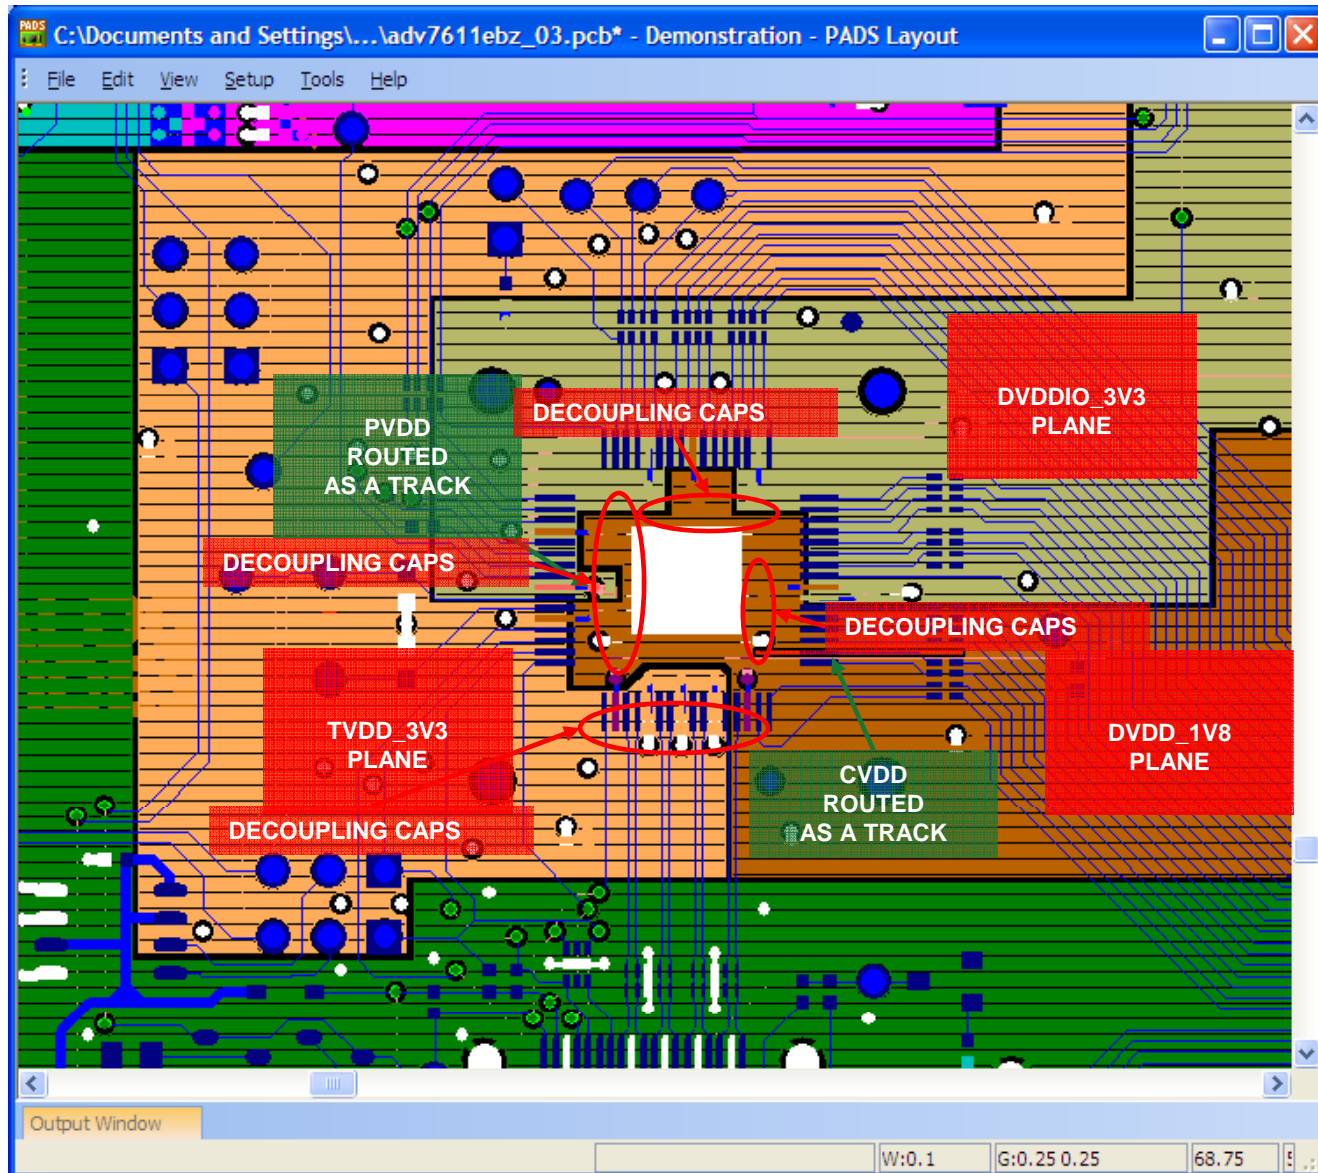 PADS
C:\Documents and Settings\...\adv7611ebz_03.pcb* - Demonstration - PADS Layout
File Edit View Setup Tools Help
DVDDIO_3V3
PLANE
DECOUPLING CAPS
PVDD
ROUTED
AS A TRACK
DECOUPLING CAPS
DECOUPLING CAPS
TVDD_3V3
PLANE
DVDD_1V8
PLANE
CVDD
ROUTED
AS A TRACK
DECOUPLING CAPS
Output Window
W:0.1 G:0.25 0.25 68.75